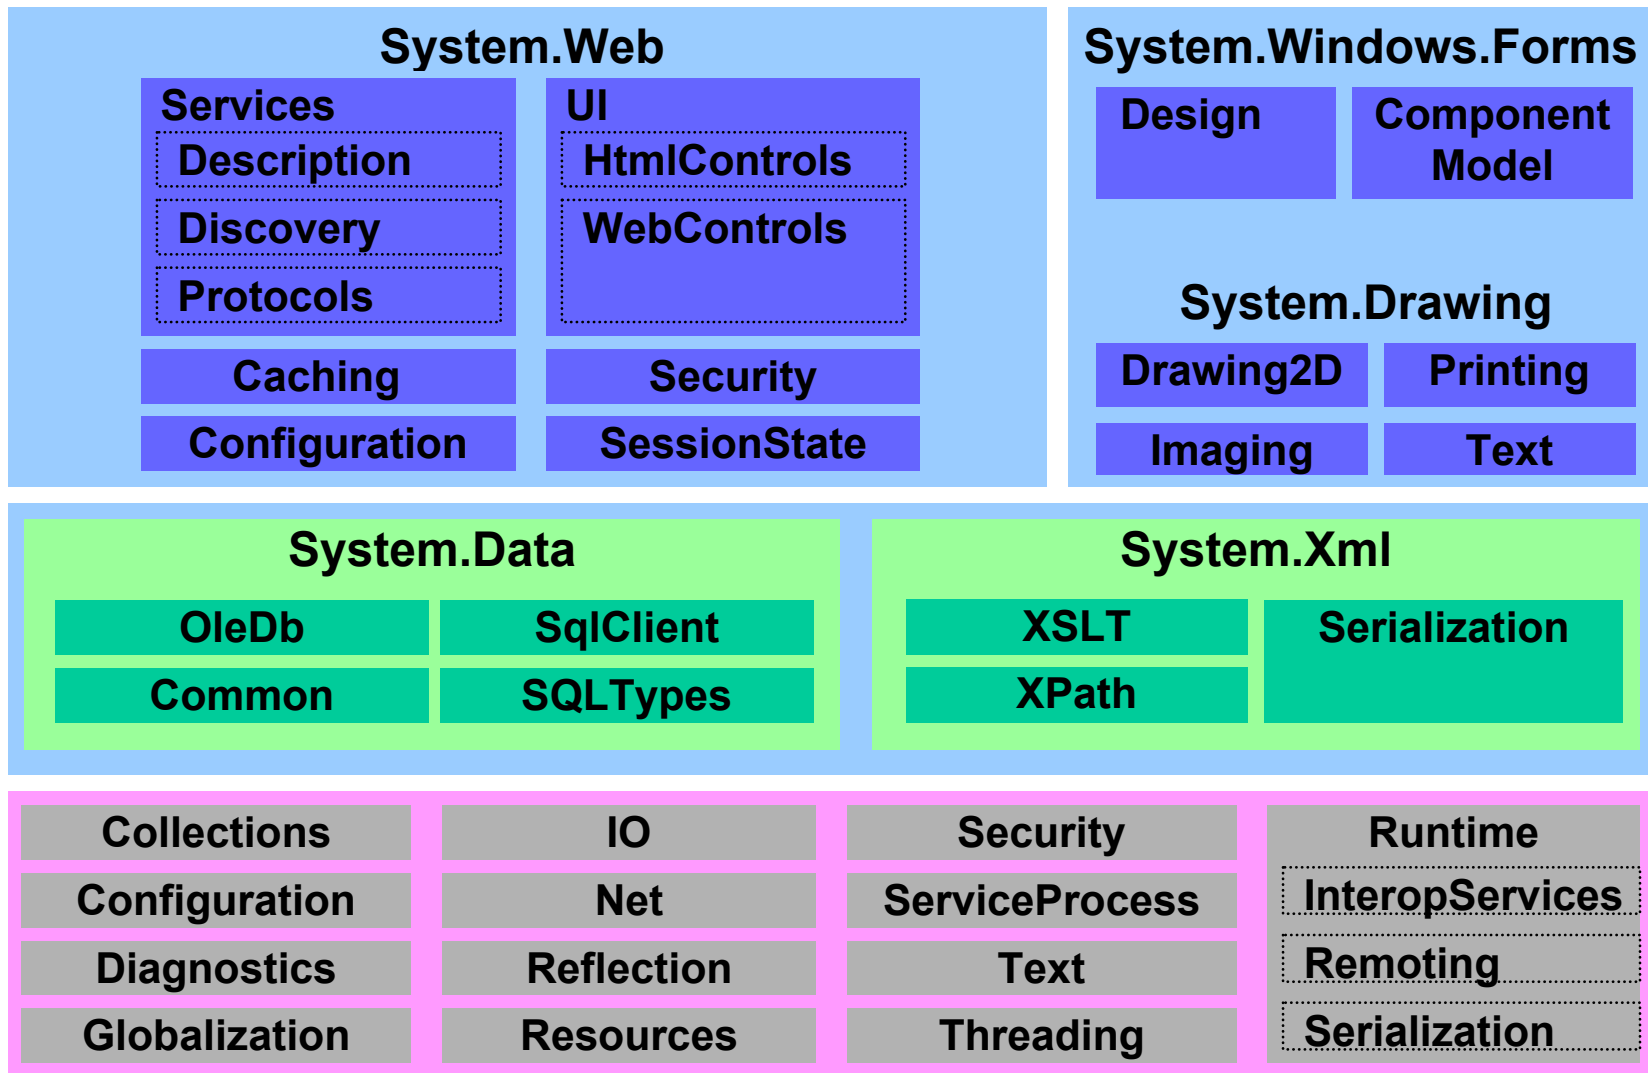 System.Web
Services
Description
Discovery
Protocols
UI
HtmlControls
WebControls
Caching
Security
Configuration
SessionState
System.Windows.Forms
Design
Component
Model
System.Drawing
Drawing2D
Printing
Imaging
Text
System.Data
OleDb
SqlClient
Common
SQLTypes
System.Xml
XSLT
Serialization
XPath
Collections
IO
Security
Runtime
Configuration
Net
ServiceProcess
InteropServices
Diagnostics
Reflection
Text
Remoting
Globalization
Resources
Threading
Serialization